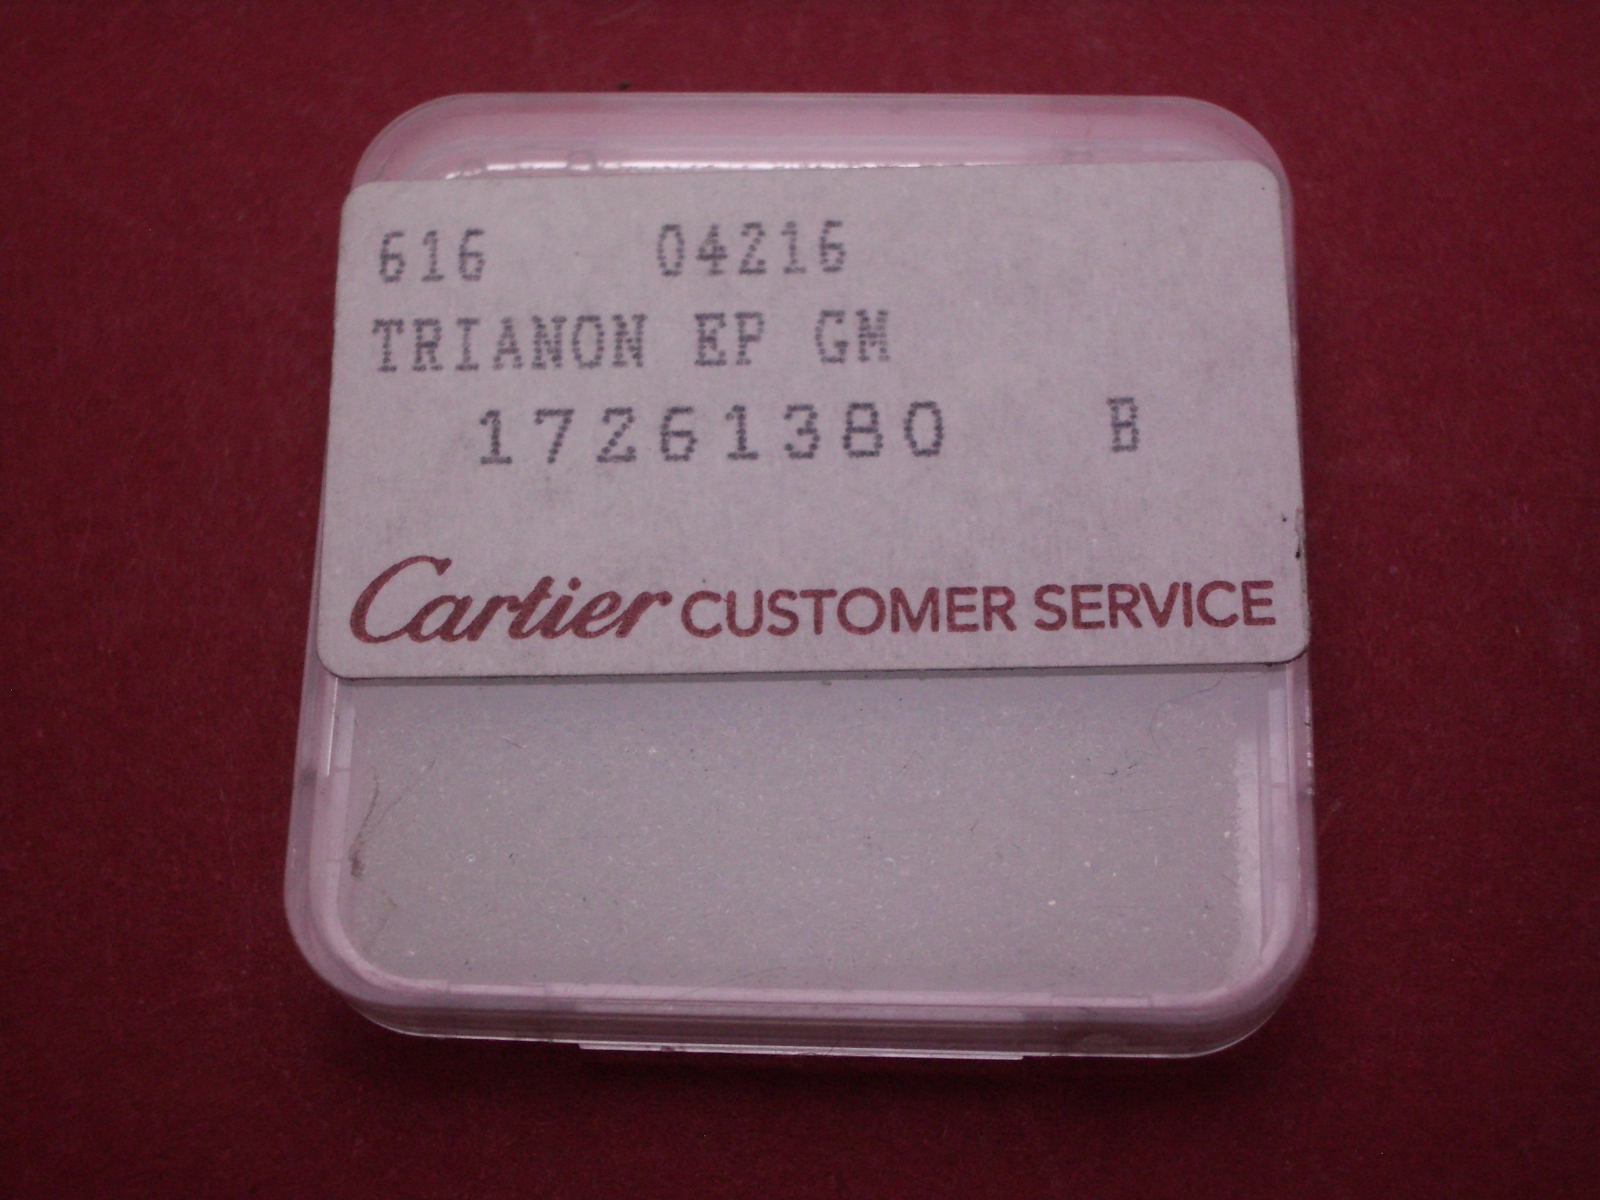 616 04216
TRIANON EP GM
17261380 B
Cartier CUSTOMER SERVICE